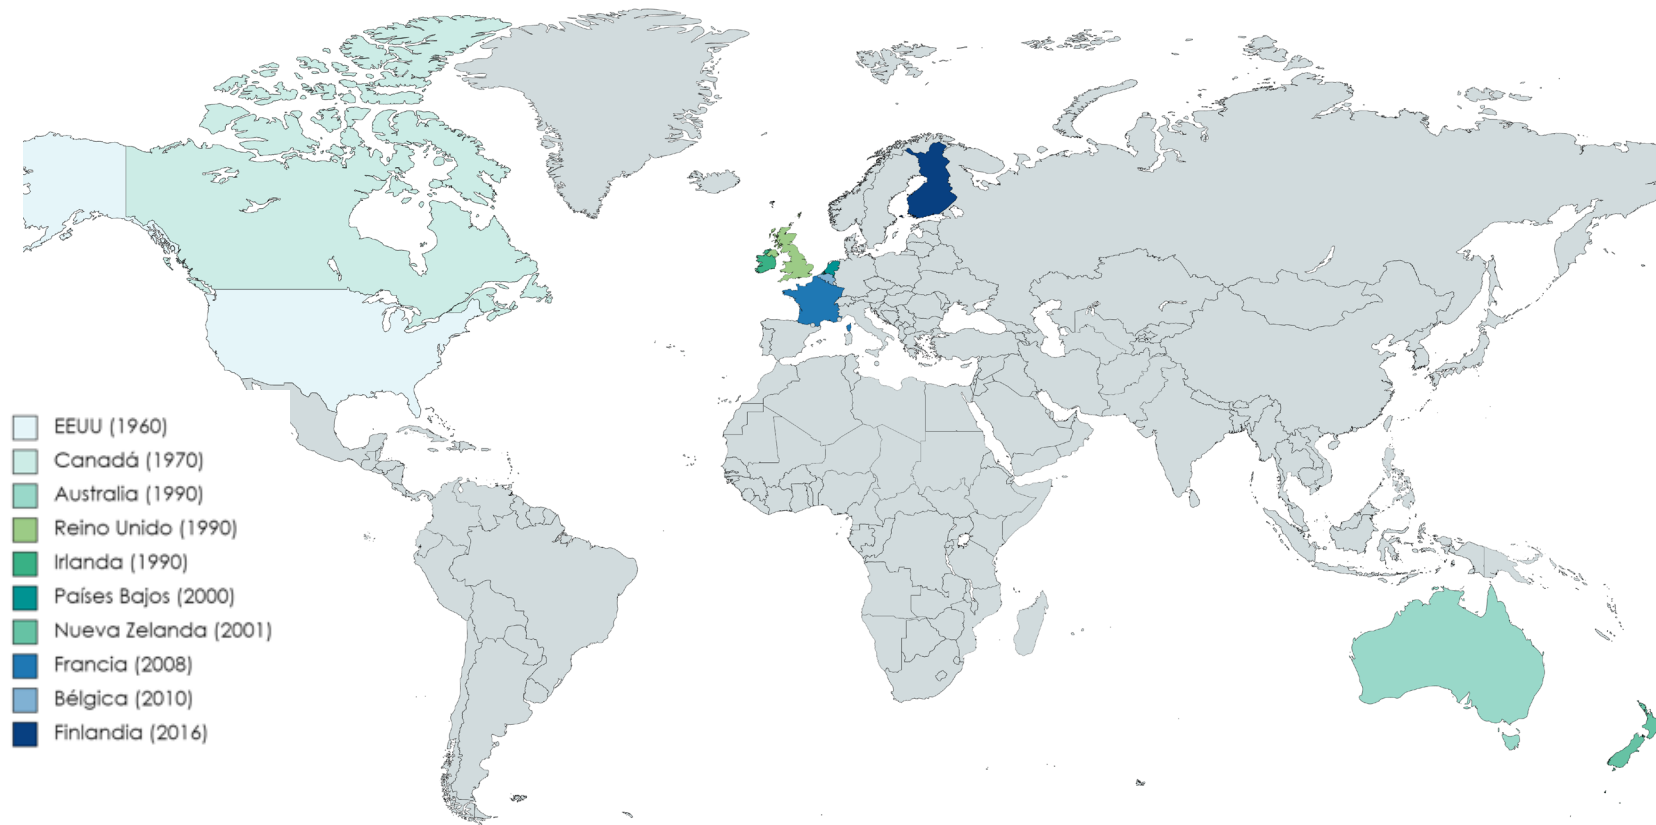 EEUU (1960)
Canadá (1970)
Australia (1990)
Reino Unido (1990)
Irlanda (1990)
Países Bajos (2000)
Nueva Zelanda (2001)
Francia (2008)
Bélgica (2010)
Finlandia (2016)